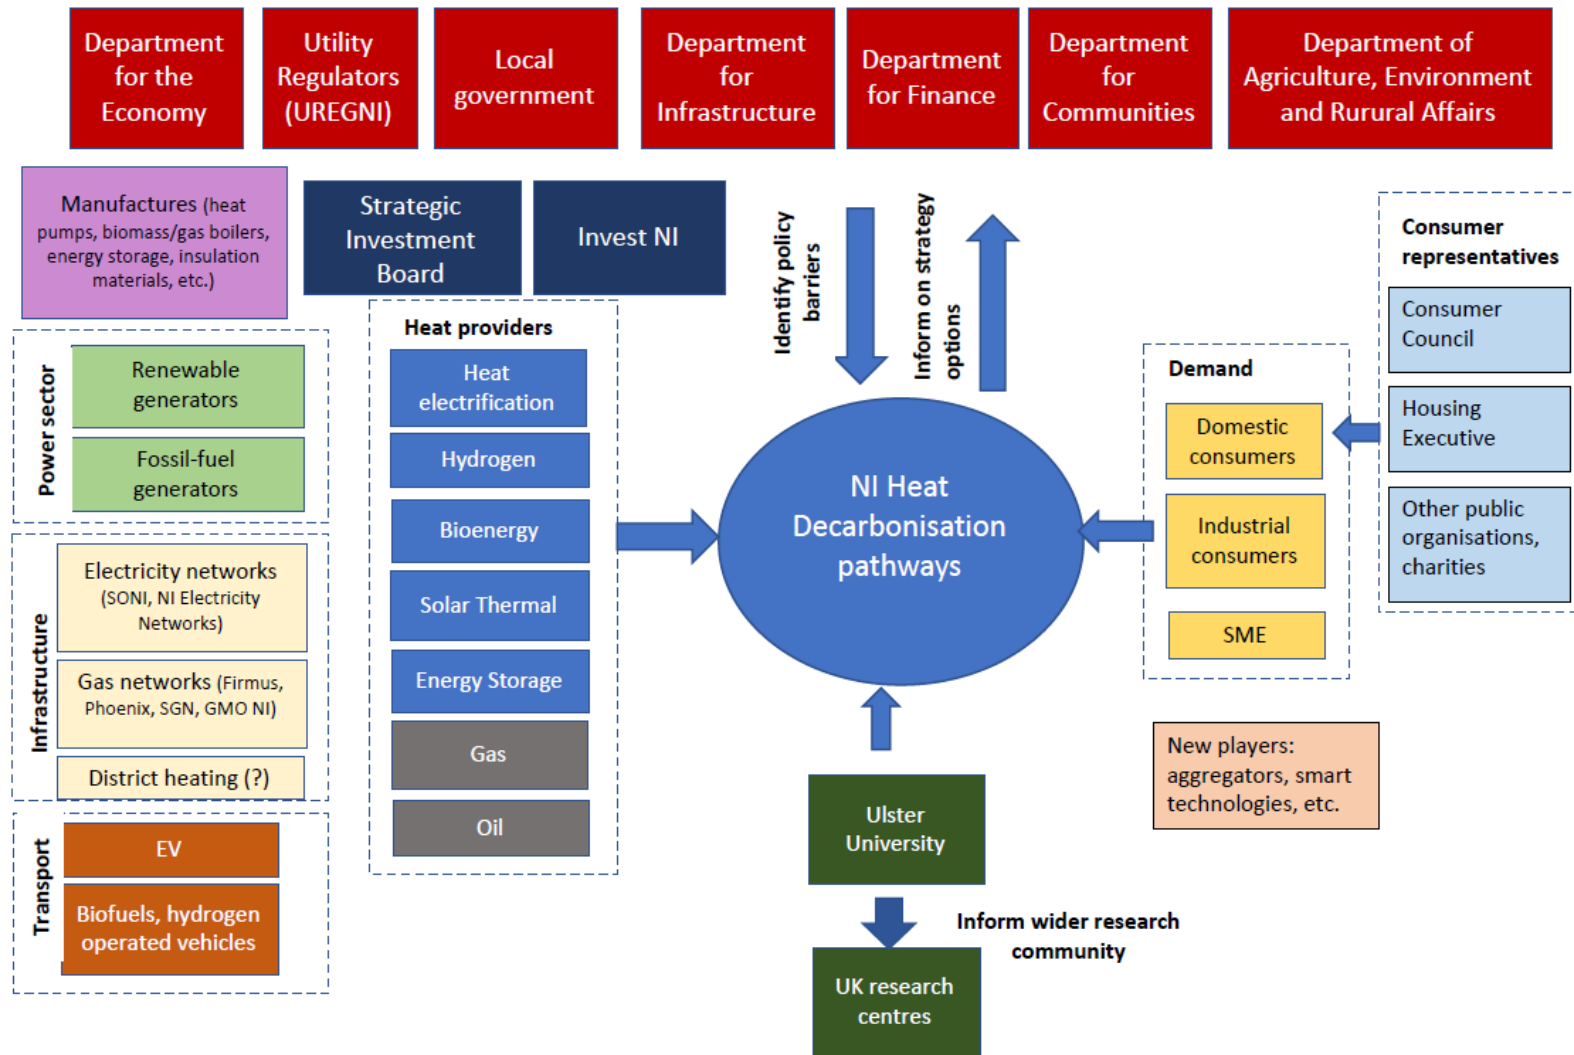 Department
for the
Economy
Utility
Regulators
(UREGNI)
Local
government
Department
for
Infrastructure
Department
for Finance
Department
for
Communities
Department of
Agriculture, Environment
and Rurural Affairs
Manufactures (heat
pumps, biomass/gas boilers,
energy storage, insulation
materials, etc.)
Strategic
Investment
Board
Invest NI
Identify policy
barriers
Inform on strategy
options
Consumer
representatives
Consumer
Council
Housing
Executive
Other public
organisations,
charities
Power sector
Renewable
generators
Fossil-fuel
generators
Heat providers
Heat
electrification
Hydrogen
Bioenergy
Solar Thermal
Energy Storage
Gas
Oil
NI Heat
Decarbonisation
pathways
Demand
Domestic
consumers
Industrial
consumers
SME
Infrastructure
Electricity networks
(SONI, NI Electricity
Networks)
Gas networks (Firmus,
Phoenix, SGN, GMO NI)
District heating (?)
New players:
aggregators, smart
technologies, etc.
Transport
EV
Biofuels, hydrogen
operated vehicles
Ulster
University
Inform wider research
community
UK research
centres